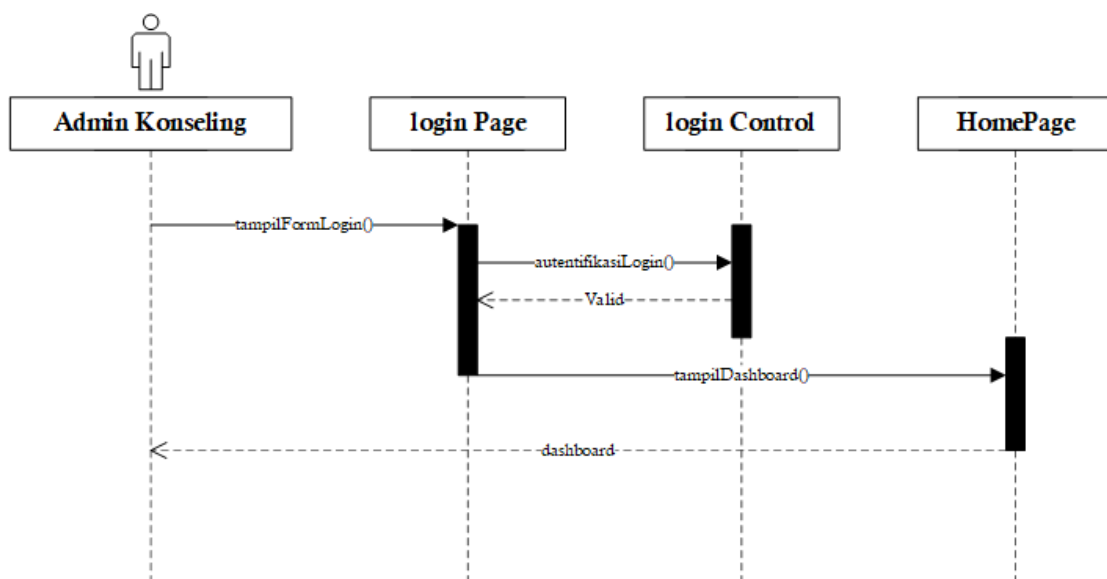 Admin Konseling
login Page
login Control
HomePage
tampilFormLogin()
autentifikasiLogin()
Valid
tampilDashboard()
dashboard